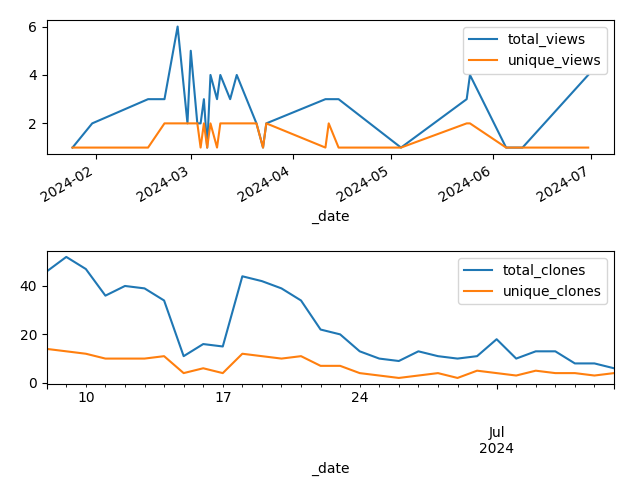 6
4
2
total_views
unique_views
2024-02
2024-03
2024-04
2024-05
2024-06
2024-07
_date
40
20
0
total_clones
unique_clones
10
17
24
Jul
2024
_date